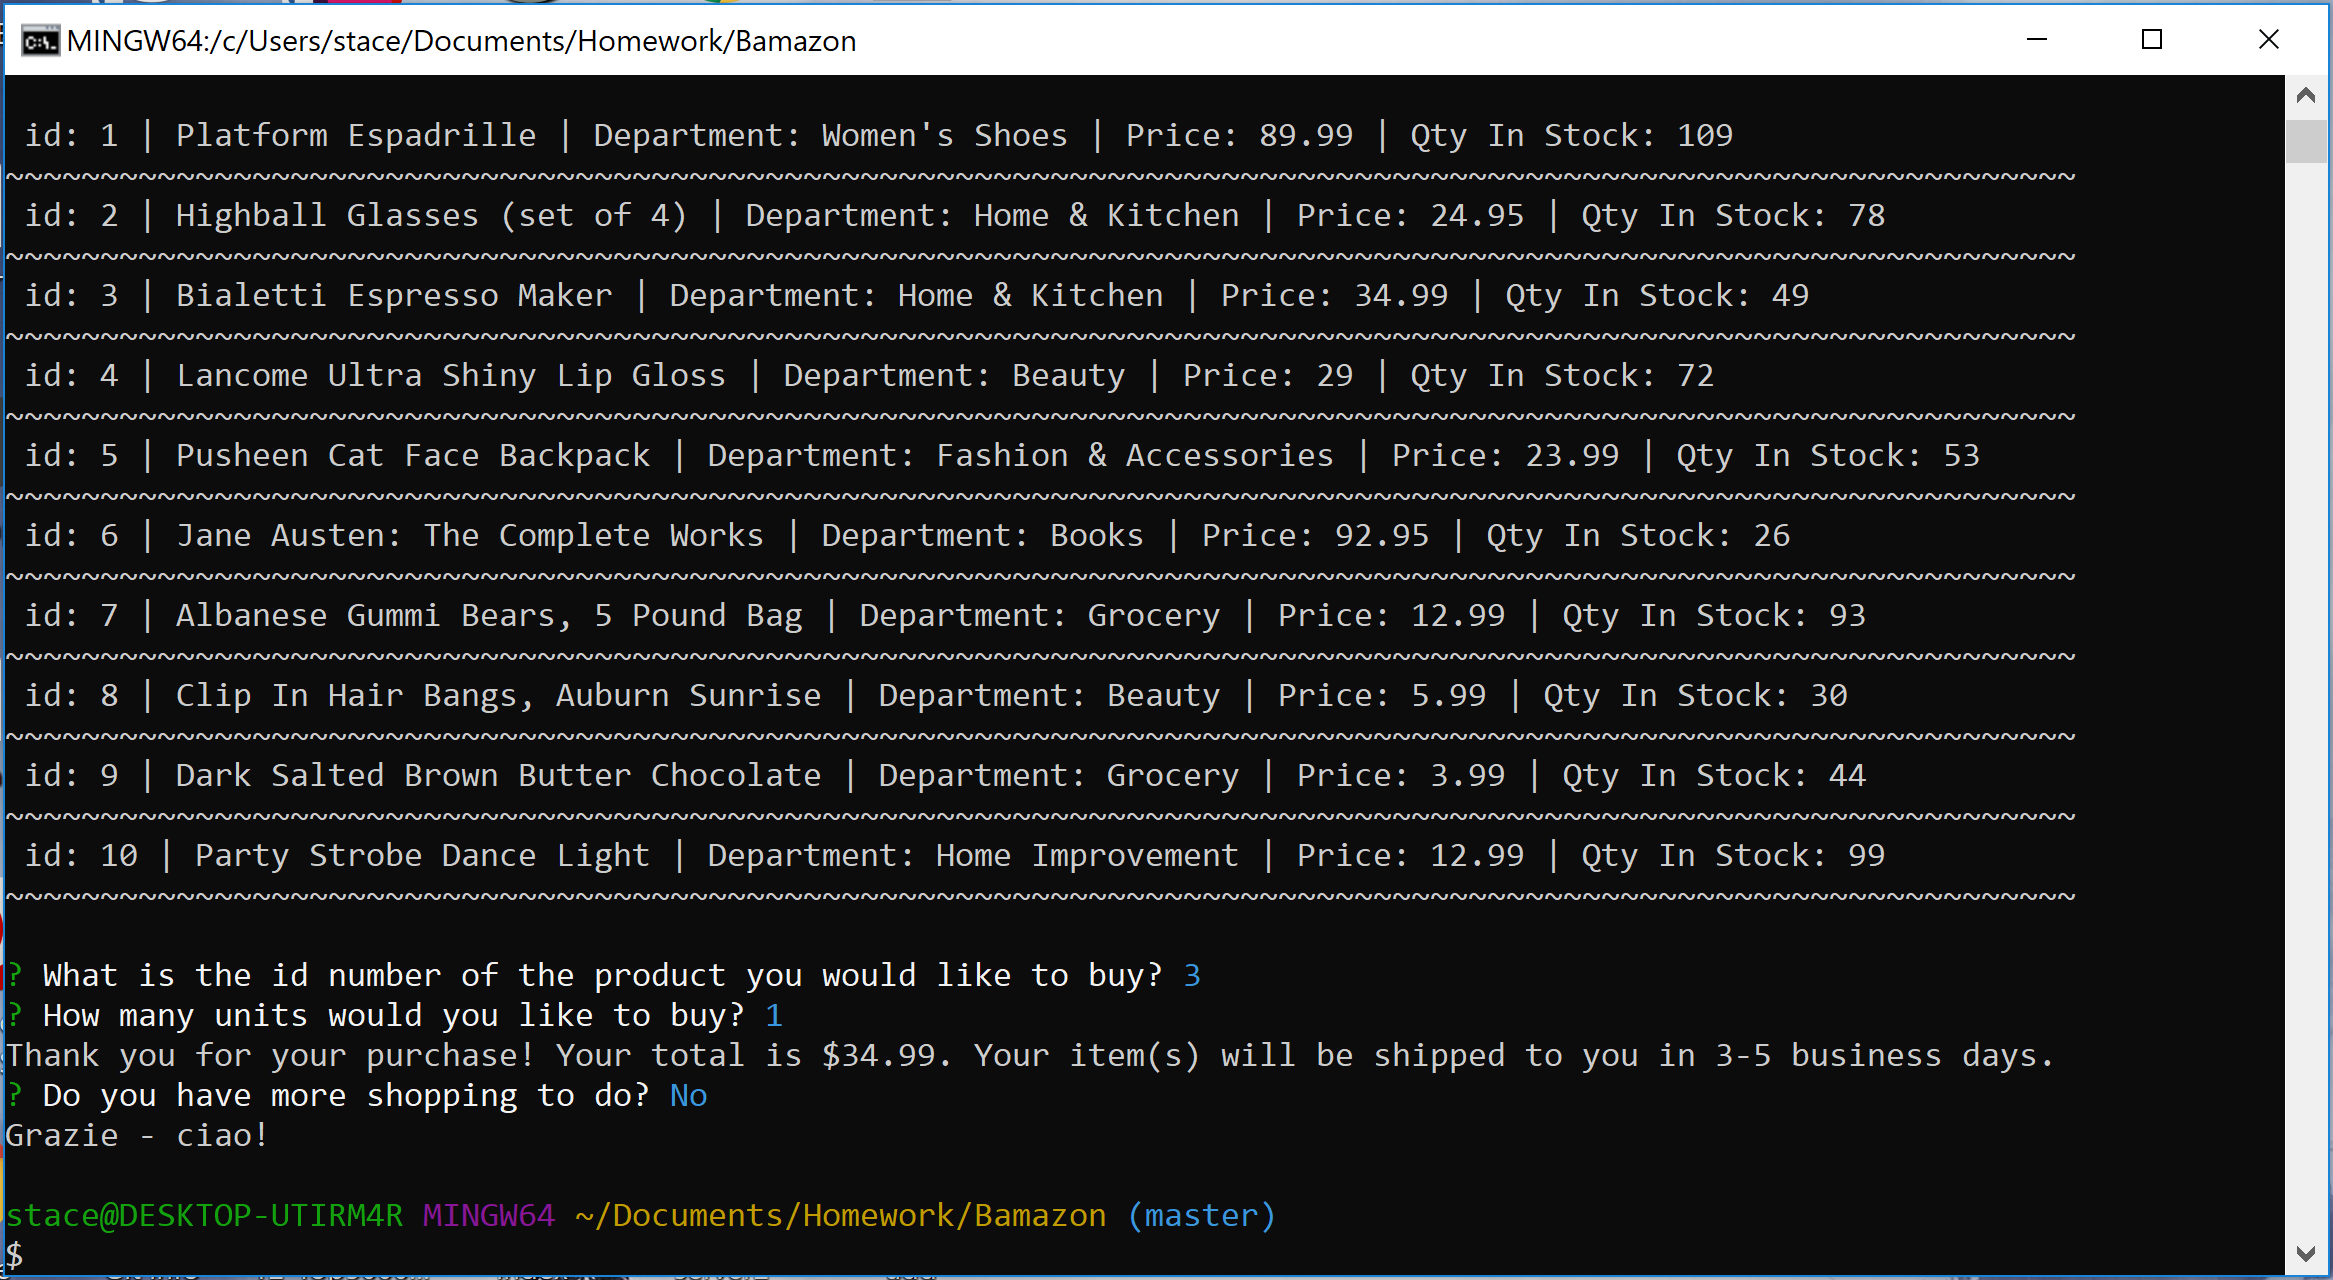 MINGW64:/c/Users/stace/Documents/Homework/Bamazon
id: 1 | Platform Espadrille | Department: Women's Shoes | Price: 89.99 | Qty In Stock: 109
~~~~~~~~~~~~~~~~~~~~~~~~~~~~~~~~~~~~~~~~~~~~~~~~~~~~~~~~~~~~~~~~~~~~~~~~~~~~~~~~~~~~~~~~~~~~~~~~~~~~~~~~~~~~~
id: 2 | Highball Glasses (set of 4) | Department: Home & Kitchen | Price: 24.95 | Qty In Stock: 78
~~~~~~~~~~~~~~~~~~~~~~~~~~~~~~~~~~~~~~~~~~~~~~~~~~~~~~~~~~~~~~~~~~~~~~~~~~~~~~~~~~~~~~~~~~~~~~~~~~~~~~~~~~~~~
id: 3 | Bialetti Espresso Maker | Department: Home & Kitchen | Price: 34.99 | Qty In Stock: 49
~~~~~~~~~~~~~~~~~~~~~~~~~~~~~~~~~~~~~~~~~~~~~~~~~~~~~~~~~~~~~~~~~~~~~~~~~~~~~~~~~~~~~~~~~~~~~~~~~~~~~~~~~~~~~
id: 4 | Lancome Ultra Shiny Lip Gloss | Department: Beauty | Price: 29 | Qty In Stock: 72
~~~~~~~~~~~~~~~~~~~~~~~~~~~~~~~~~~~~~~~~~~~~~~~~~~~~~~~~~~~~~~~~~~~~~~~~~~~~~~~~~~~~~~~~~~~~~~~~~~~~~~~~~~~~~
id: 5 | Pusheen Cat Face Backpack | Department: Fashion & Accessories | Price: 23.99 | Qty In Stock: 53
~~~~~~~~~~~~~~~~~~~~~~~~~~~~~~~~~~~~~~~~~~~~~~~~~~~~~~~~~~~~~~~~~~~~~~~~~~~~~~~~~~~~~~~~~~~~~~~~~~~~~~~~~~~~~
id: 6 | Jane Austen: The Complete Works | Department: Books | Price: 92.95 | Qty In Stock: 26
~~~~~~~~~~~~~~~~~~~~~~~~~~~~~~~~~~~~~~~~~~~~~~~~~~~~~~~~~~~~~~~~~~~~~~~~~~~~~~~~~~~~~~~~~~~~~~~~~~~~~~~~~~~~~
id: 7 | Albanese Gummi Bears, 5 Pound Bag | Department: Grocery | Price: 12.99 | Qty In Stock: 93
~~~~~~~~~~~~~~~~~~~~~~~~~~~~~~~~~~~~~~~~~~~~~~~~~~~~~~~~~~~~~~~~~~~~~~~~~~~~~~~~~~~~~~~~~~~~~~~~~~~~~~~~~~~~~
id: 8 | Clip In Hair Bangs, Auburn Sunrise | Department: Beauty | Price: 5.99 | Qty In Stock: 30
~~~~~~~~~~~~~~~~~~~~~~~~~~~~~~~~~~~~~~~~~~~~~~~~~~~~~~~~~~~~~~~~~~~~~~~~~~~~~~~~~~~~~~~~~~~~~~~~~~~~~~~~~~~~~
id: 9 | Dark Salted Brown Butter Chocolate | Department: Grocery | Price: 3.99 | Qty In Stock: 44
~~~~~~~~~~~~~~~~~~~~~~~~~~~~~~~~~~~~~~~~~~~~~~~~~~~~~~~~~~~~~~~~~~~~~~~~~~~~~~~~~~~~~~~~~~~~~~~~~~~~~~~~~~~~~
id: 10 | Party Strobe Dance Light | Department: Home Improvement | Price: 12.99 | Qty In Stock: 99
~~~~~~~~~~~~~~~~~~~~~~~~~~~~~~~~~~~~~~~~~~~~~~~~~~~~~~~~~~~~~~~~~~~~~~~~~~~~~~~~~~~~~~~~~~~~~~~~~~~~~~~~~~~~~
? What is the id number of the product you would like to buy? 3
? How many units would you like to buy? 1
Thank you for your purchase! Your total is $34.99. Your item(s) will be shipped to you in 3-5 business days.
? Do you have more shopping to do? No
Grazie - ciao!
stace@DESKTOP-UTIRM4R MINGW64 ~/Documents/Homework/Bamazon (master)
$